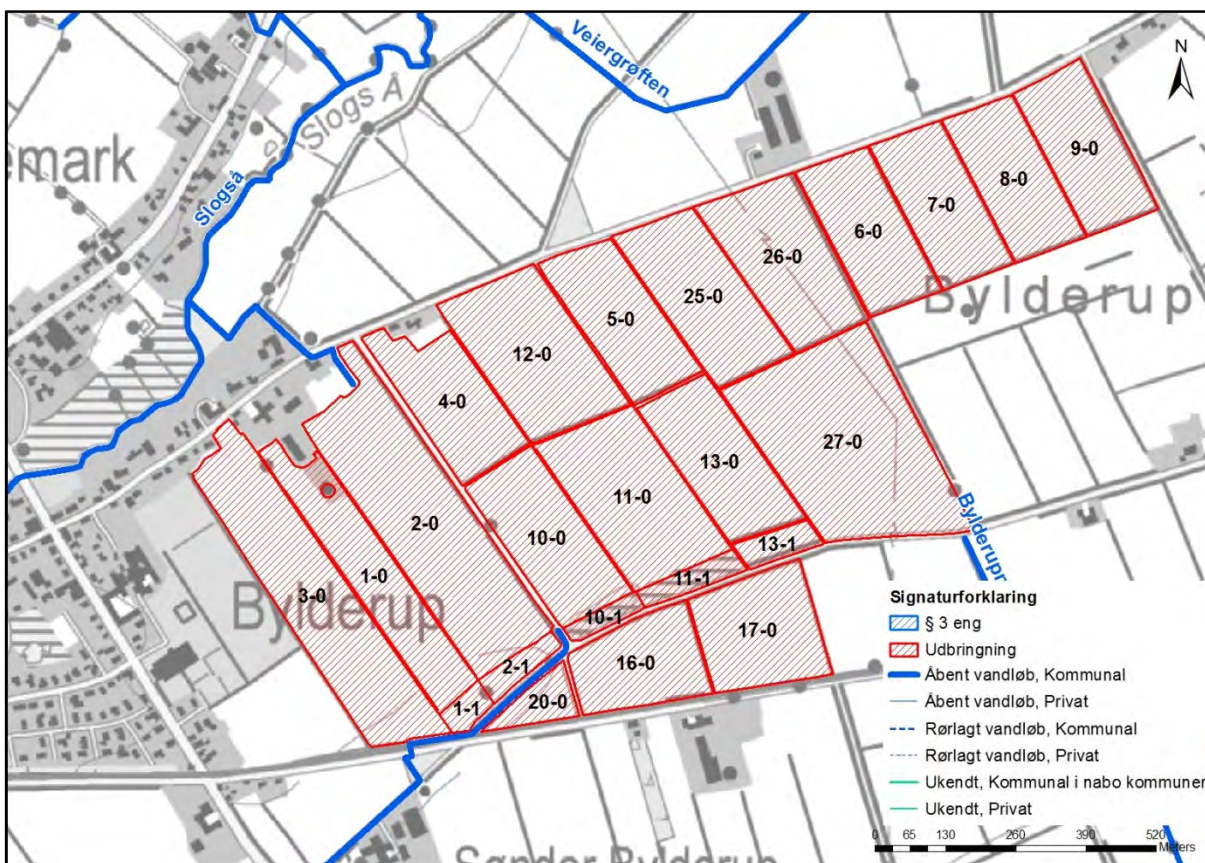 Veiergrøften
N
Slogs Å
emark
Slogså
9-0
8-0
7-0
6-0
26-0
25-0
5-0
12-0
4-0
Bylderup
27-0
13-0
11-0
10-0
2-0
1-0
3-0
Bylderup
13-1
11-1
10-1
2-1
1-1
20-0
16-0
17-0
Bylderupr
Signaturforklaring
§ 3 eng
Udbringning
Åbent vandløb, Kommunal
Åbent vandløb, Privat
Rørlagt vandløb, Kommunal
Rørlagt vandløb, Privat
Ukendt, Kommunal i nabo kommuner
Ukendt, Privat
0 65 130 260 390 520
Meters
Sønder Bylderup